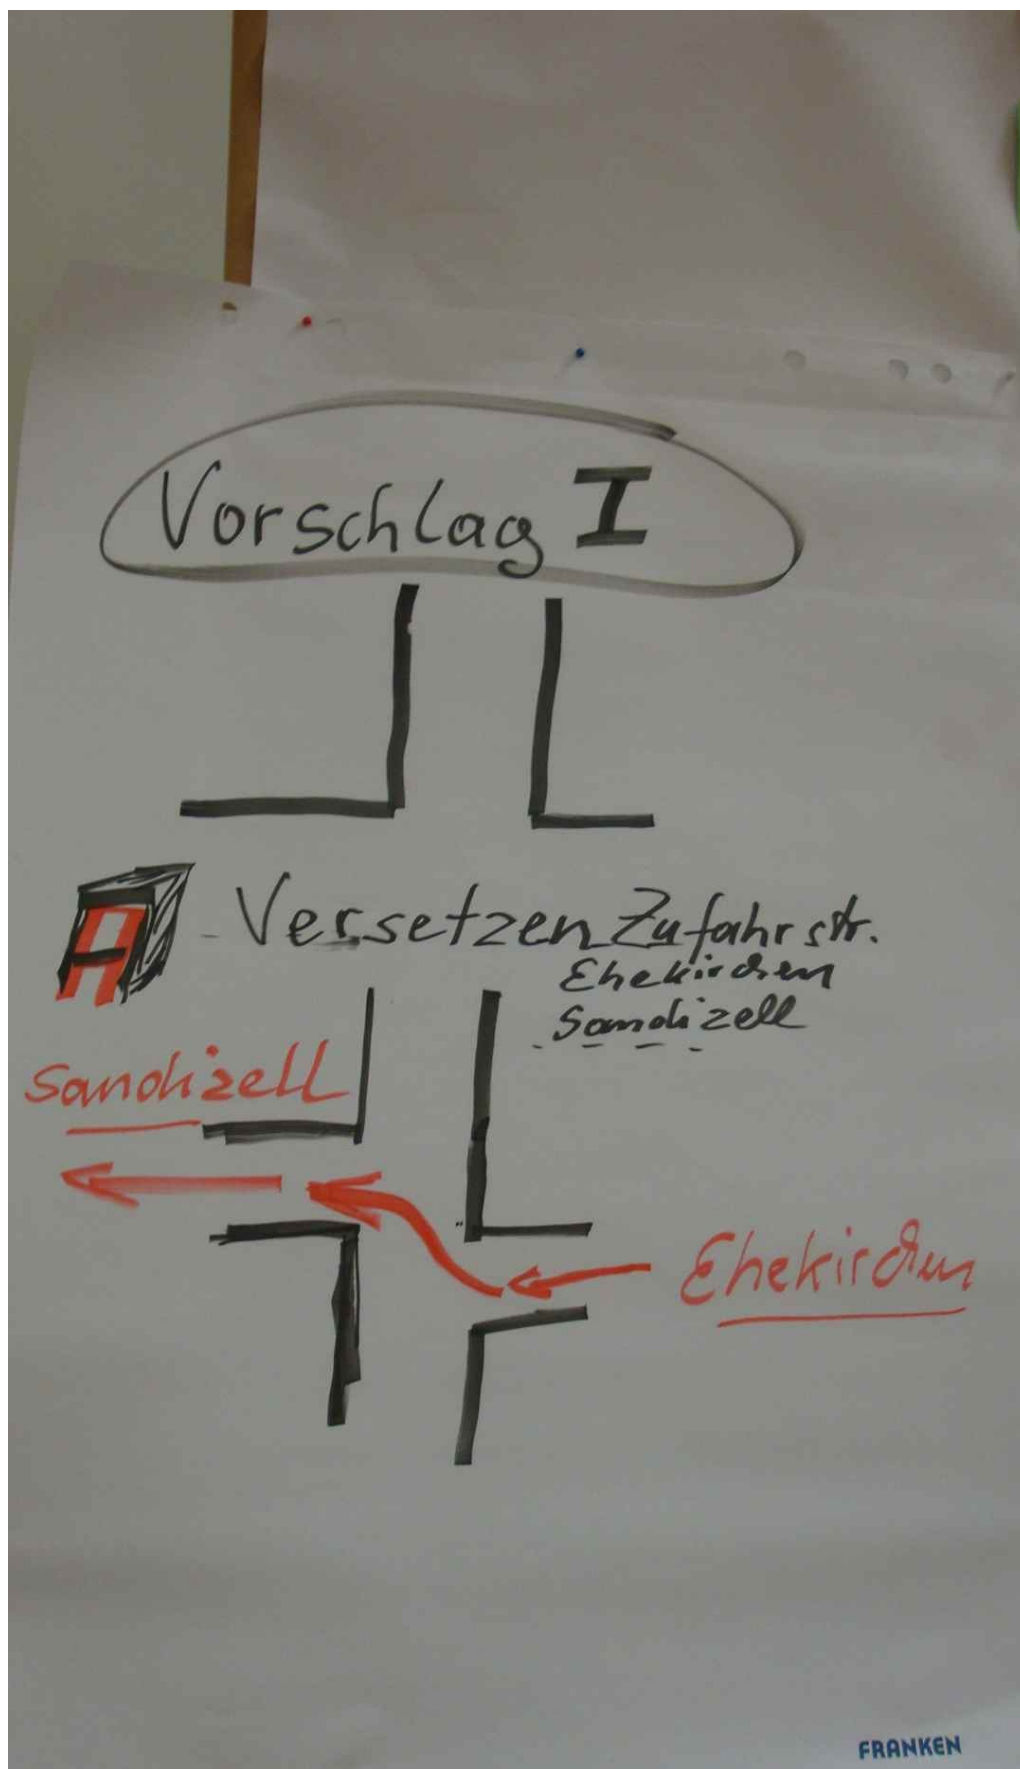 Vorschlag I
A - Versetzen Zufahrstr.
Ehekirchen
Sandizell
Sandizell
Ehekirchen
FRANKEN